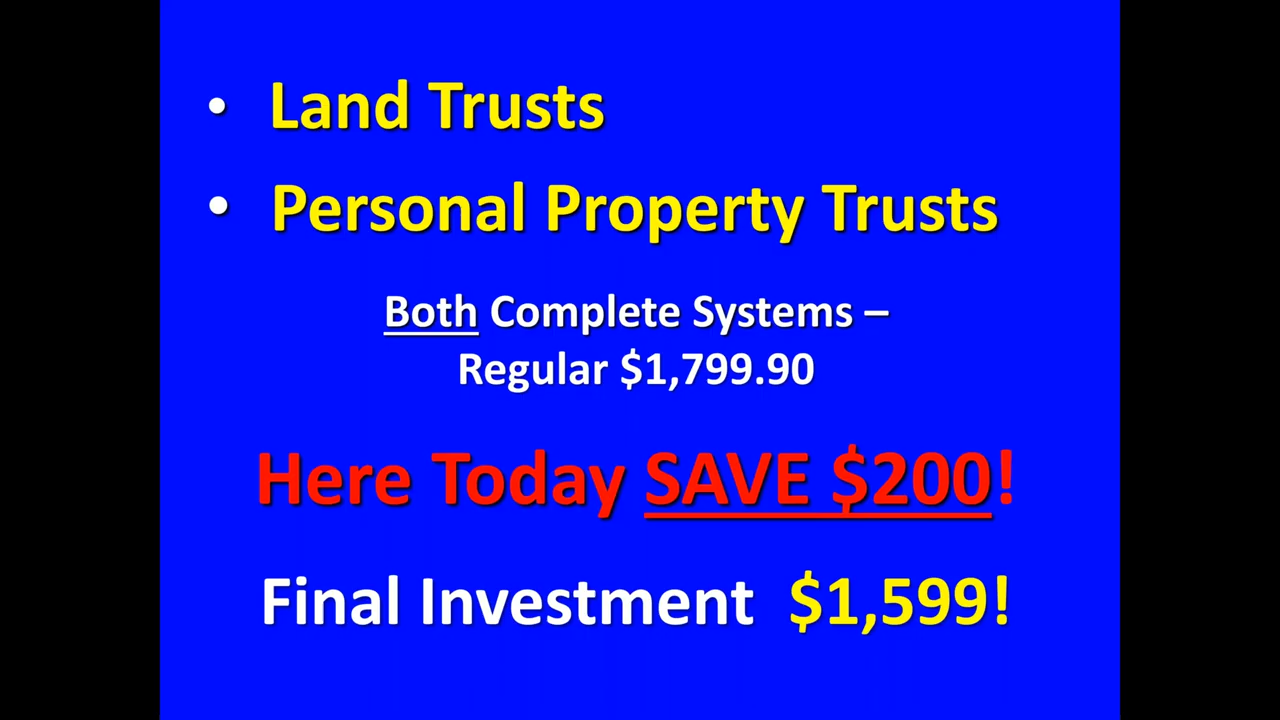 • Land Trusts
• Personal Property Trusts
Both Complete Systems –
Regular $1,799.90
Here Today SAVE $200!
Final Investment $1,599!